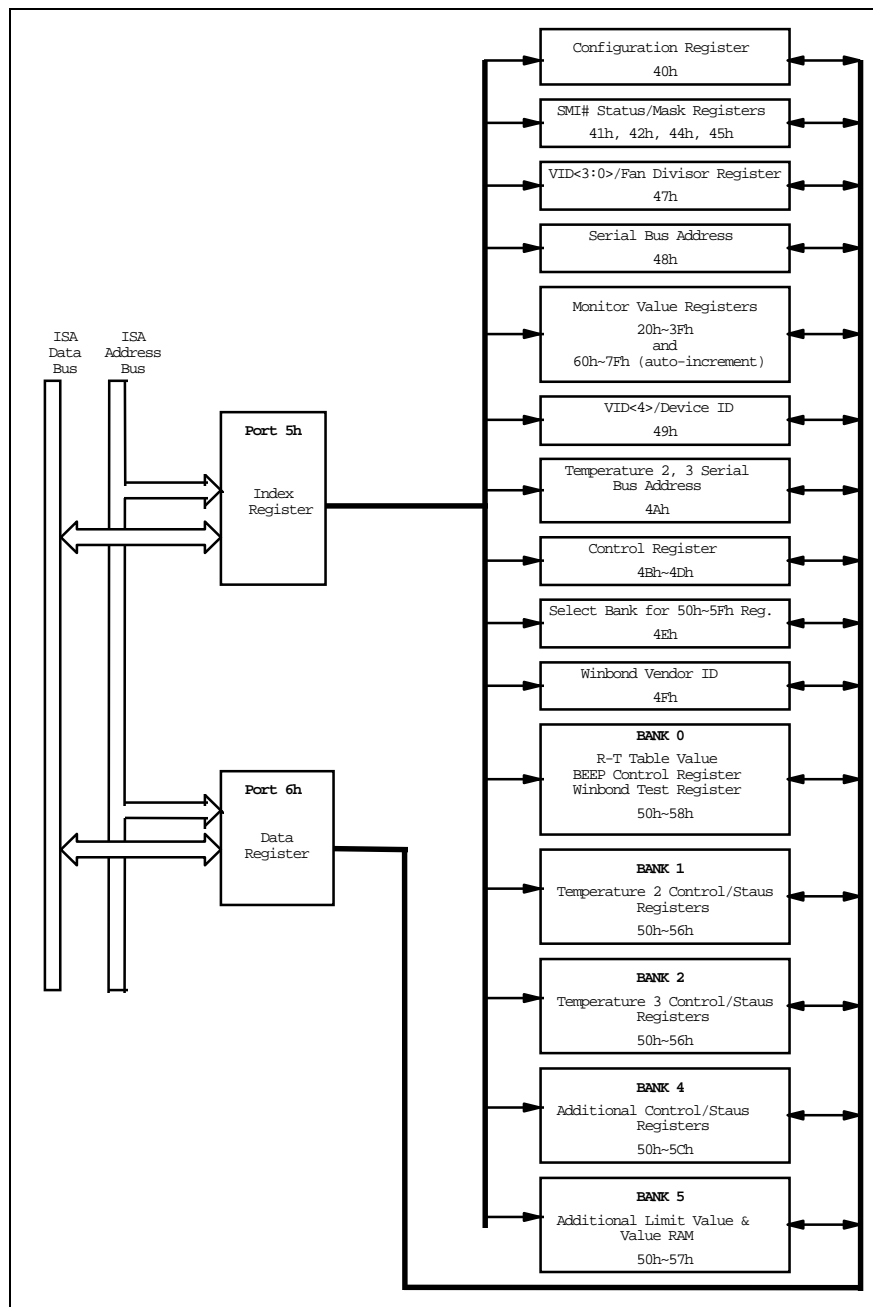 Configuration Register
40h
SMI# Status/Mask Registers
41h, 42h, 44h, 45h
VID<3:0>/Fan Divisor Register
47h
Serial Bus Address
48h
Monitor Value Registers
20h~3Fh
and
60h~7Fh (auto-increment)
ISA
Data
Bus
ISA
Address
Bus
VID<4>/Device ID
49h
Port 5h
Index
Register
Temperature 2, 3 Serial
Bus Address
4Ah
Control Register
4Bh~4Dh
Select Bank for 50h~5Fh Reg.
4Eh
Winbond Vendor ID
4Fh
BANK 0
R-T Table Value
BEEP Control Register
Winbond Test Register
50h~58h
Port 6h
Data
Register
BANK 1
Temperature 2 Control/Staus
Registers
50h~56h
BANK 2
Temperature 3 Control/Staus
Registers
50h~56h
BANK 4
Additional Control/Staus
Registers
50h~5Ch
BANK 5
Additional Limit Value &
Value RAM
50h~57h